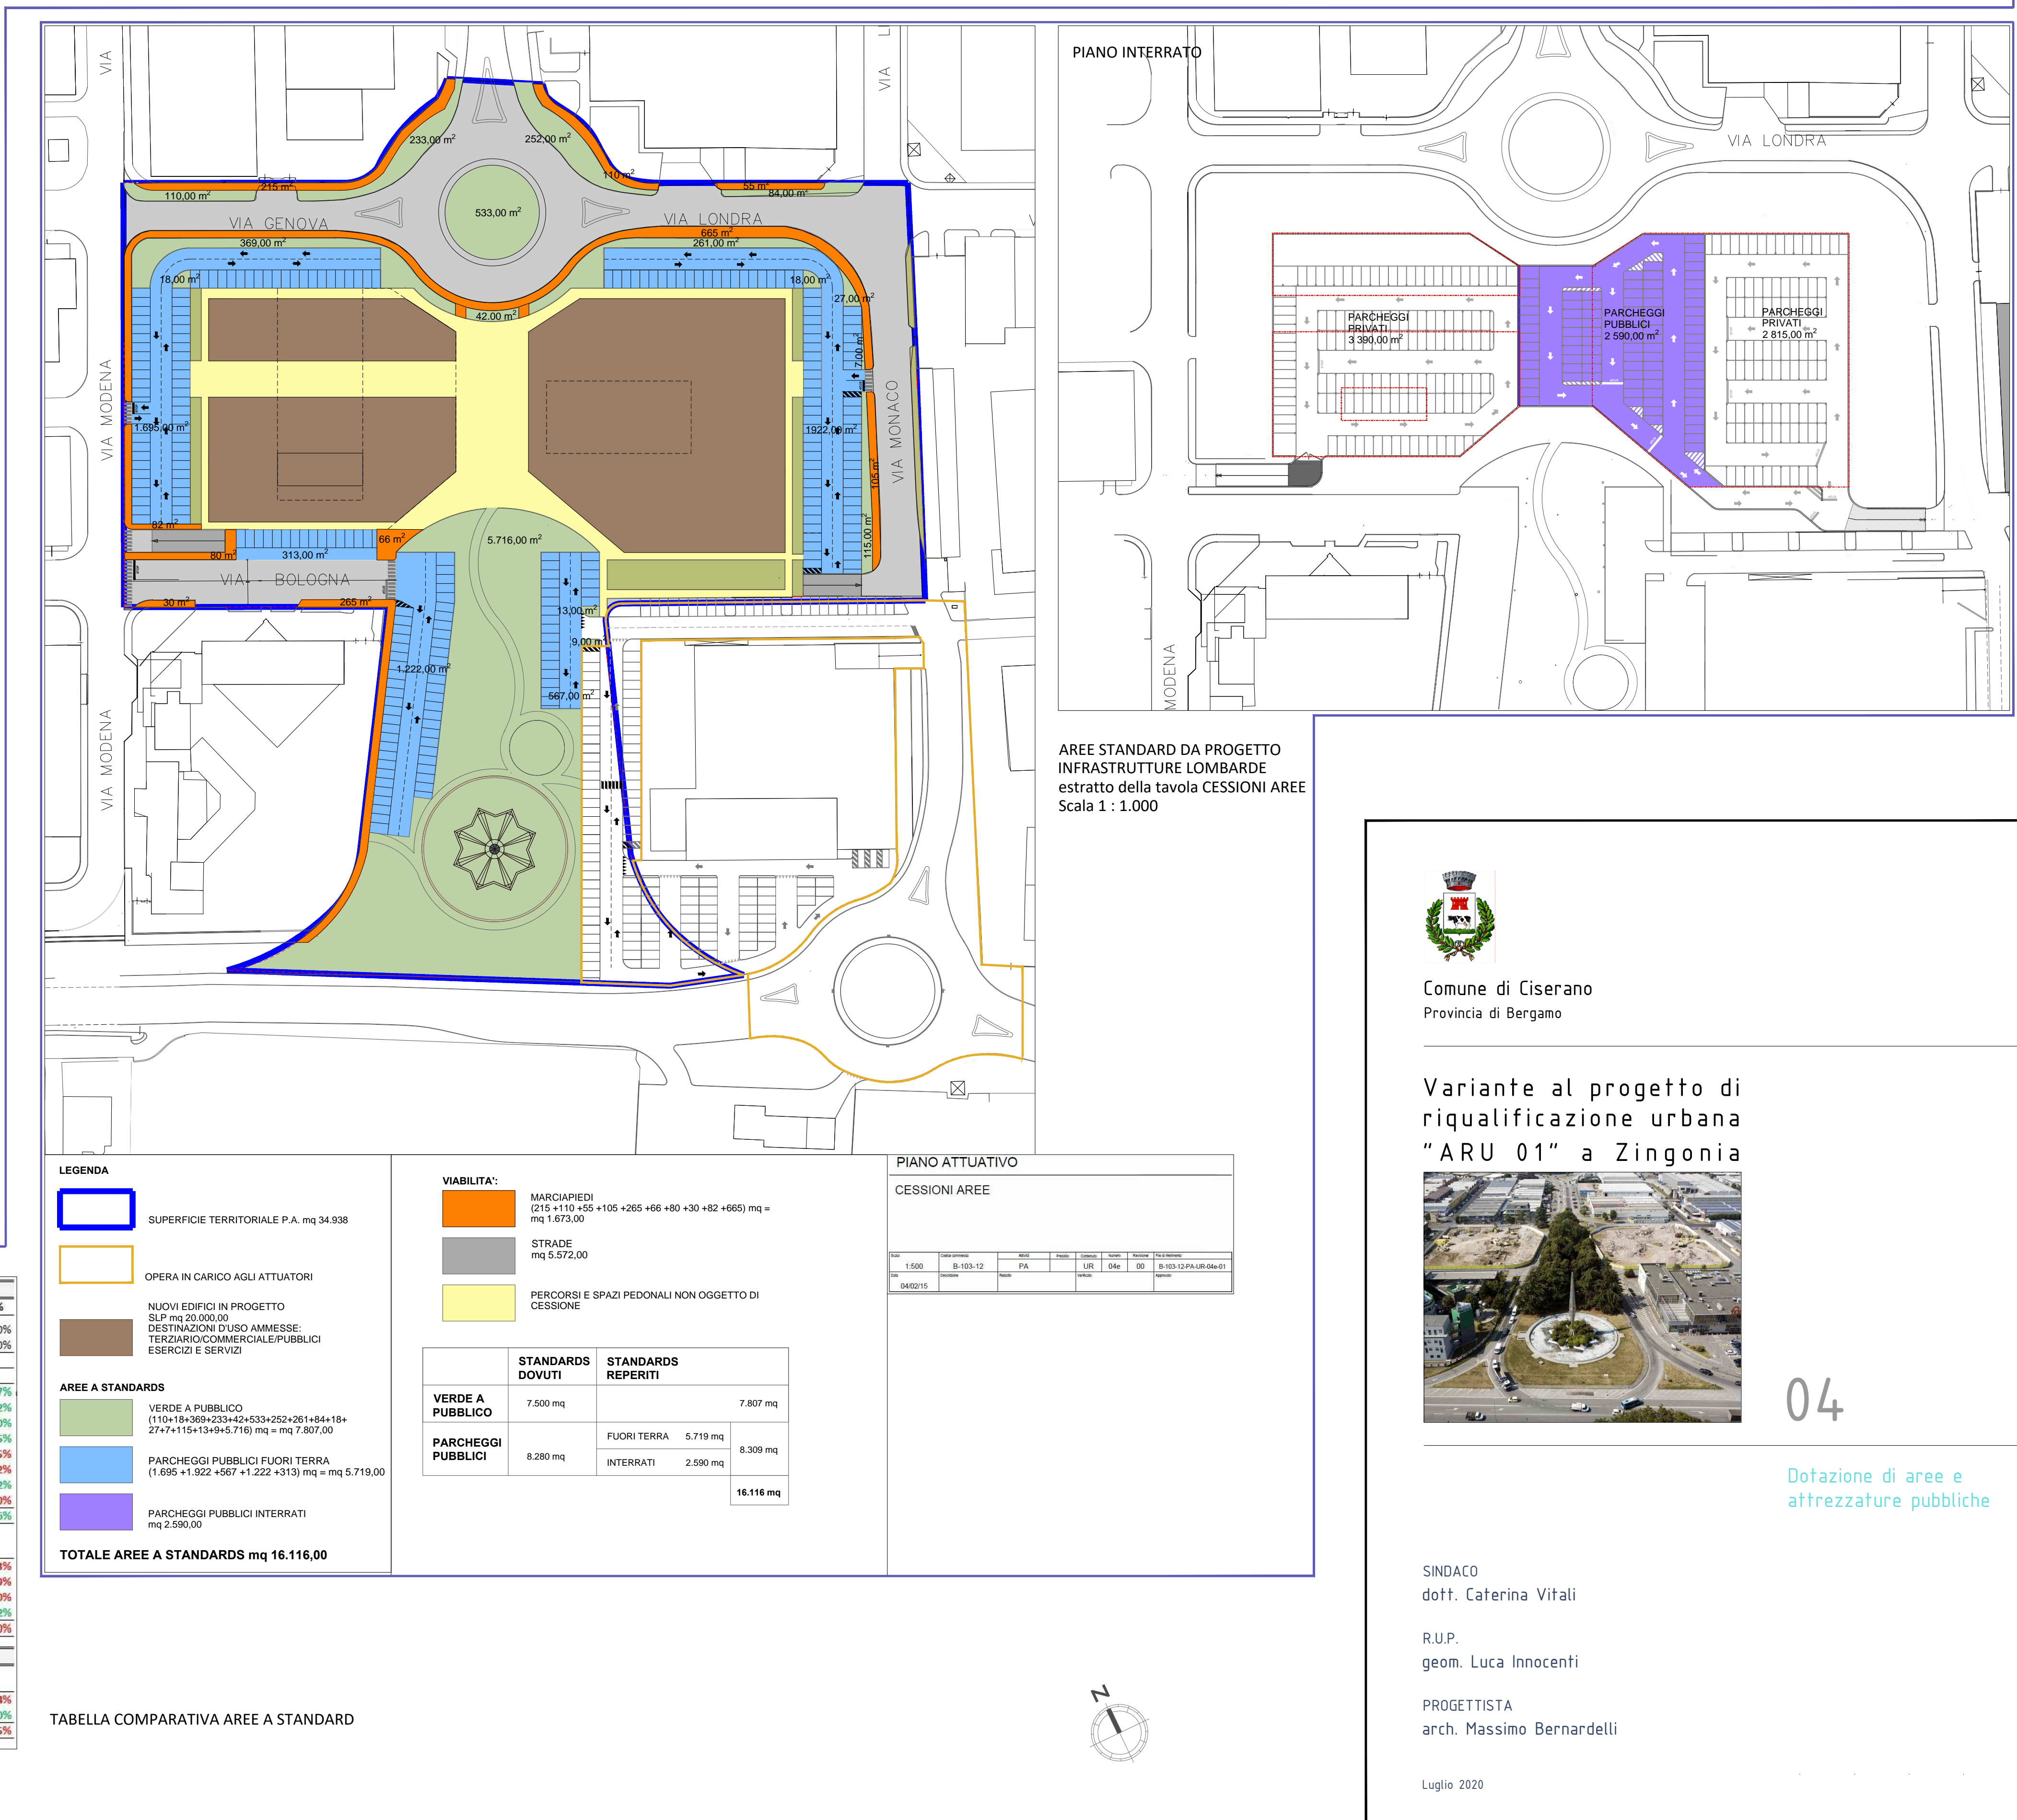 VIA
VIA L
233,00 m²
252,00 m²
110 m²
215 m²
110,00 m²
55 m²
84,00 m²
533,00 m²
VIA GENOVA
VIA LONDRA
665 m²
369,00 m²
261,00 m²
18,00 m²
18,00 m²
27,00 m²
42.00 m²
7,00 m²
VIA MODENA
VIA MONACO
1.695,00 m²
1922,00 m²
105 m²
115,00 m²
82 m²
66 m²
5.716,00 m²
80 m²
313,00 m²
VIA - BOLOGNA
30 m²
265 m²
13,00 m²
9,00 m²
1.222,00 m²
567,00 m²
VIA MODENA
PIANO INTERRATO
VIA LONDRA
PARCHEGGI
PRIVATI
3 390,00 m²
PARCHEGGI
PUBBLICI
2 590,00 m²
PARCHEGGI
PRIVATI
2 815,00 m²
MODENA
AREE STANDARD DA PROGETTO
INFRASTRUTTURE LOMBARDE
estratto della tavola CESSIONI AREE
Scala 1 : 1.000
LEGENDA
SUPERFICIE TERRITORIALE P.A. mq 34.938
OPERA IN CARICO AGLI ATTUATORI
NUOVI EDIFICI IN PROGETTO
SLP mq 20.000,00
DESTINAZIONI D'USO AMMESSE:
TERZIARIO/COMMERCIALE/PUBBLICI
ESERCIZI E SERVIZI
AREE A STANDARDS
VERDE A PUBBLICO
(110+18+369+233+42+533+252+261+84+18+
27+7+115+13+9+5.716) mq = mq 7.807,00
PARCHEGGI PUBBLICI FUORI TERRA
(1.695 +1.922 +567 +1.222 +313) mq = mq 5.719,00
PARCHEGGI PUBBLICI INTERRATI
mq 2.590,00
TOTALE AREE A STANDARDS mq 16.116,00
VIABILITA':
MARCIAPIEDI
(215 +110 +55 +105 +265 +66 +80 +30 +82 +665) mq =
mq 1.673,00
STRADE
mq 5.572,00
PERCORSI E SPAZI PEDONALI NON OGGETTO DI
CESSIONE
STANDARDS DOVUTI STANDARDS REPERITI
VERDE A PUBBLICO 7.500 mq 7.807 mq
PARCHEGGI PUBBLICI 8.280 mq FUORI TERRA 5.719 mq 8.309 mq
INTERRATI 2.590 mq
16.116 mq
PIANO ATTUATIVO
CESSIONI AREE
1:500 B-103-12 PA UR 04e 00 B-103-12-PA-UR-04e-01
04/02/15
TABELLA COMPARATIVA AREE A STANDARD
N
Comune di Ciserano
Provincia di Bergamo
Variante al progetto di
riqualificazione urbana
"ARU 01" a Zingonia
04
Dotazione di aree e
attrezzature pubbliche
SINDACO
dott. Caterina Vitali
R.U.P.
geom. Luca Innocenti
PROGETTISTA
arch. Massimo Bernardelli
Luglio 2020